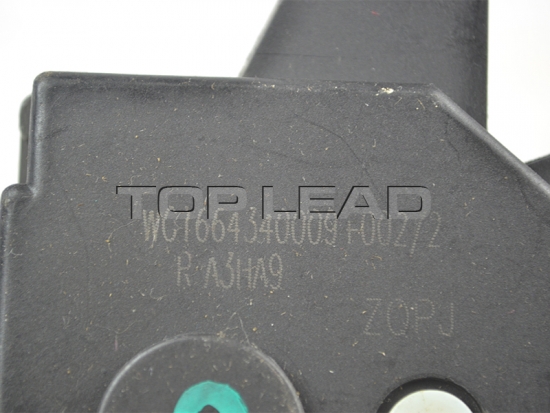 TOP LEAD
WG1664340009 F00272
R A3HA9
ZQPJ